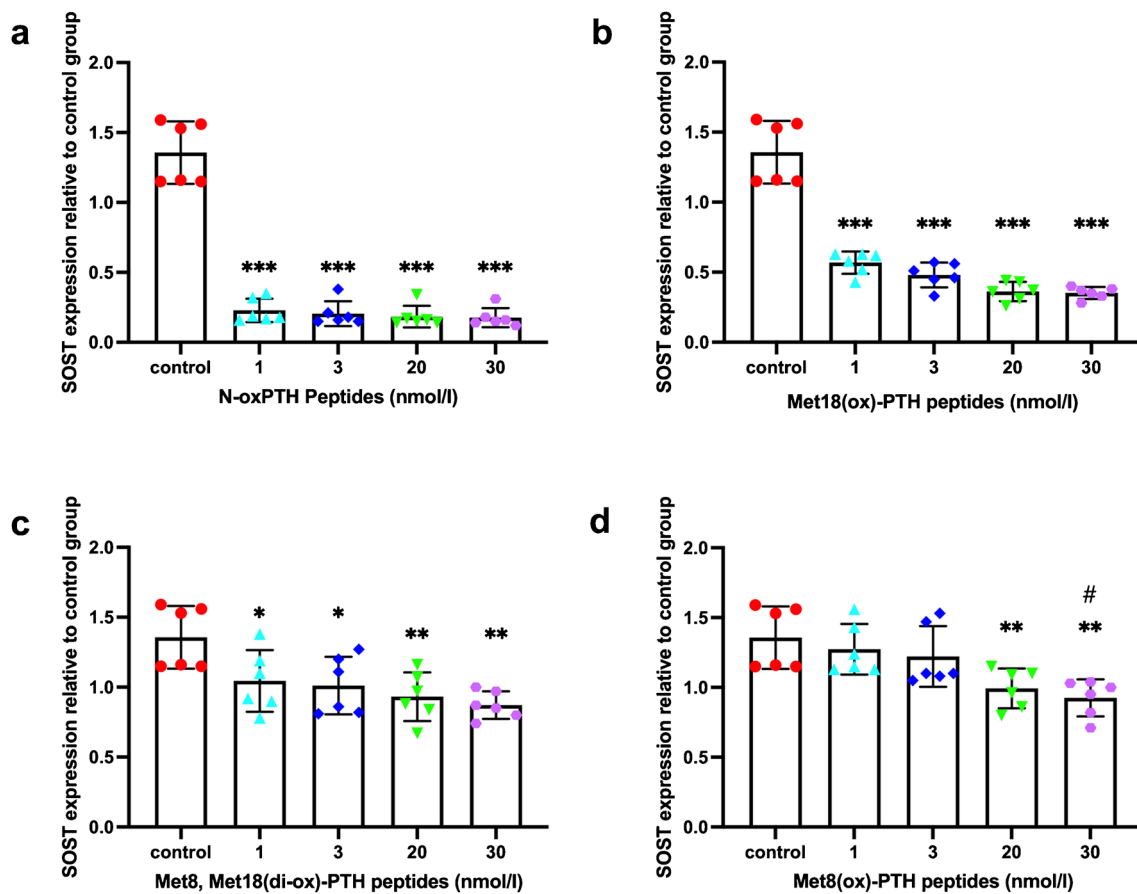 a
SOST expression relative to control group
2.0
1.5
1.0
0.5
0.0
*** *** *** ***
control 1 3 20 30
N-oxPTH Peptides (nmol/l)
b
SOST expression relative to control group
2.0
1.5
1.0
0.5
0.0
*** *** *** ***
control 1 3 20 30
Met18(ox)-PTH peptides (nmol/l)
c
SOST expression relative to control group
2.0
1.5
1.0
0.5
0.0
* * ** **
control 1 3 20 30
Met8, Met18(di-ox)-PTH peptides (nmol/l)
d
SOST expression relative to control group
2.0
1.5
1.0
0.5
0.0
#
** **
control 1 3 20 30
Met8(ox)-PTH peptides (nmol/l)